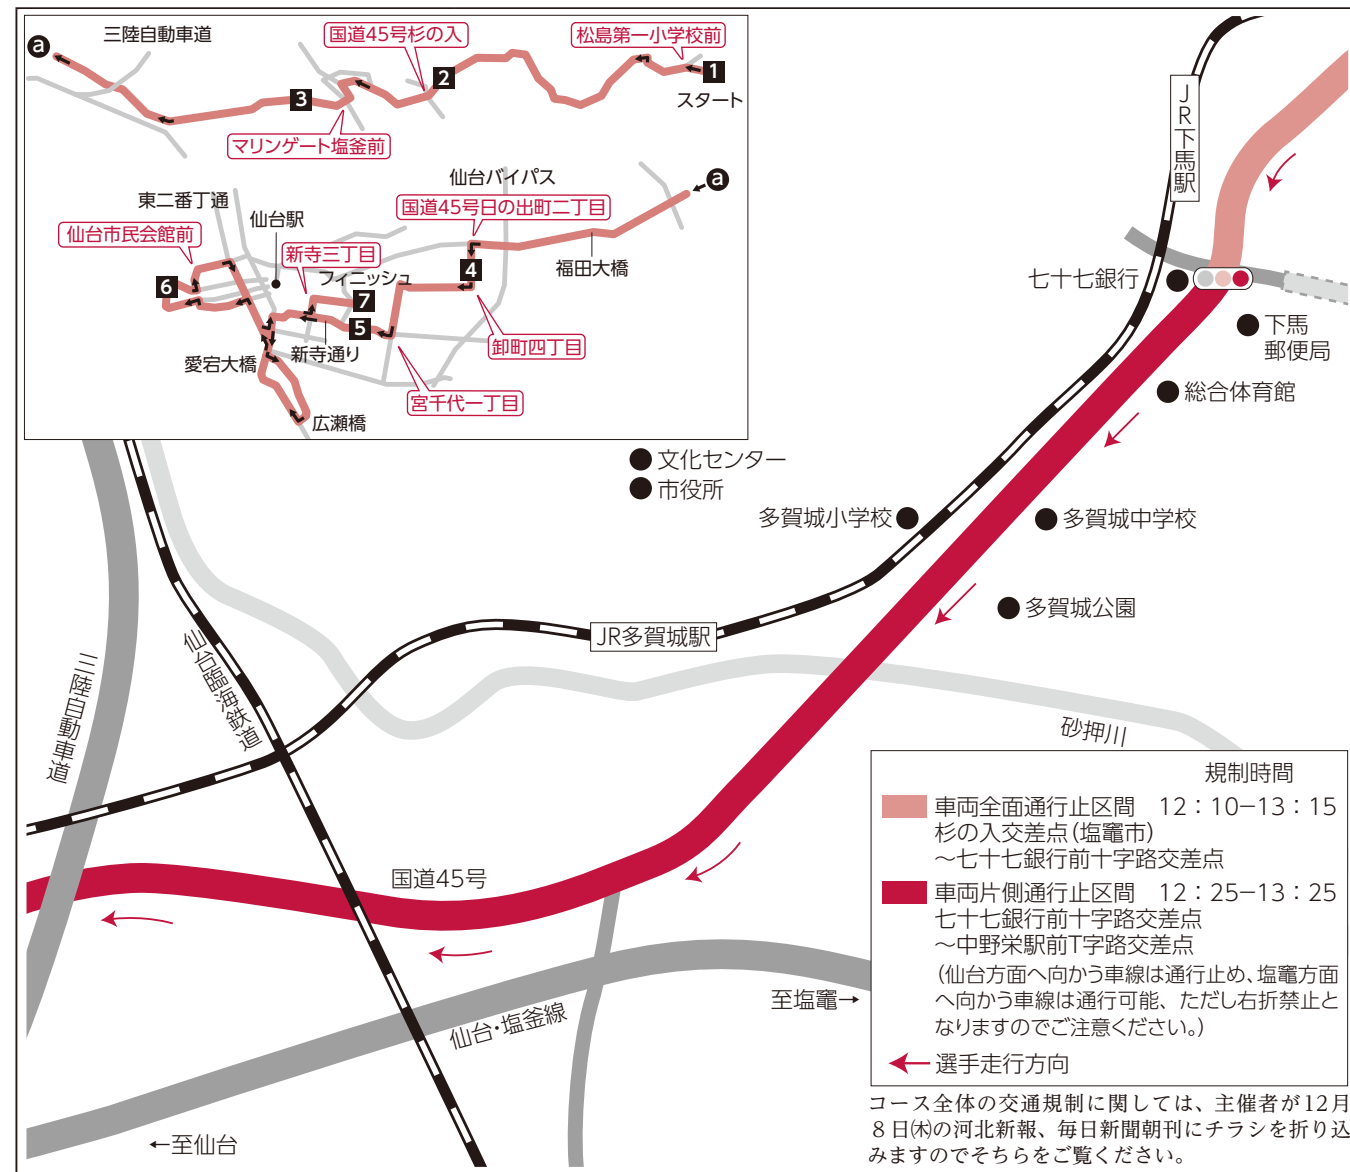 三陸自動車道
国道45号杉の入
松島第一小学校前
a
1
2
3
スタート
マリンゲート塩釜前
仙台バイパス
a
東二番丁通
仙台駅
国道45号日の出町二丁目
仙台市民会館前
新寺三丁目
フィニッシュ
福田大橋
4
6
7
5
愛宕大橋
新寺通り
卸町四丁目
宮千代一丁目
広瀬橋
JR下馬駅
七十七銀行
下馬
郵便局
総合体育館
文化センター
市役所
多賀城小学校
多賀城中学校
多賀城公園
JR多賀城駅
仙台臨海鉄道
三陸自動車道
砂押川
国道45号
仙台・塩釜線
至塩竈→
←至仙台
規制時間
車両全面通行止区間 12：10−13：15
杉の入交差点(塩竈市)
〜七十七銀行前十字路交差点
車両片側通行止区間 12：25−13：25
七十七銀行前十字路交差点
〜中野栄駅前T字路交差点
(仙台方面へ向かう車線は通行止め、塩竈方面
へ向かう車線は通行可能、ただし右折禁止と
なりますのでご注意ください。)
選手走行方向
コース全体の交通規制に関しては、主催者が12月
８日㈭の河北新報、毎日新聞朝刊にチラシを折り込
みますのでそちらをご覧ください。